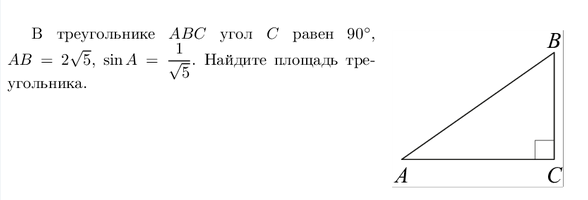 В треугольнике ABC угол C равен 90°,
AB = 2√5, sin A = 1/√5. Найдите площадь тре-
угольника.
B
A
C